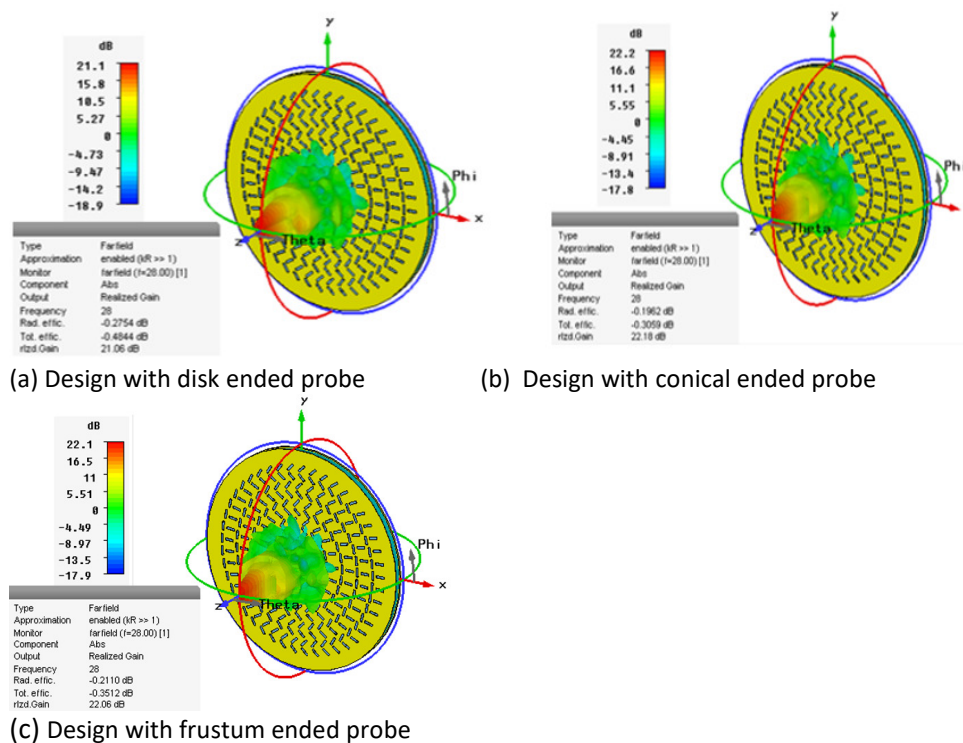 dB
21.1
15.8
10.5
5.27
0
-4.73
-9.47
-14.2
-18.9
y
Phi
x
z
Theta
Type Farfield
Approximation enabled (kR >> 1)
Monitor farfield (f=28.00) [1]
Component Abs
Output Realized Gain
Frequency 28
Rad. effic. -0.2754 dB
Tot. effic. -0.4844 dB
rlzd.Gain 21.06 dB
(a) Design with disk ended probe
dB
22.2
16.6
11.1
5.55
0
-4.45
-8.91
-13.4
-17.8
y
Phi
x
z
Theta
Type Farfield
Approximation enabled (kR >> 1)
Monitor farfield (f=28.00) [1]
Component Abs
Output Realized Gain
Frequency 28
Rad. effic. -0.1962 dB
Tot. effic. -0.3059 dB
rlzd.Gain 22.18 dB
(b) Design with conical ended probe
dB
22.1
16.5
11
5.51
0
-4.49
-8.97
-13.5
-17.9
y
Phi
x
z
Theta
Type Farfield
Approximation enabled (kR >> 1)
Monitor farfield (f=28.00) [1]
Component Abs
Output Realized Gain
Frequency 28
Rad. effic. -0.2110 dB
Tot. effic. -0.3512 dB
rlzd.Gain 22.06 dB
(c) Design with frustum ended probe